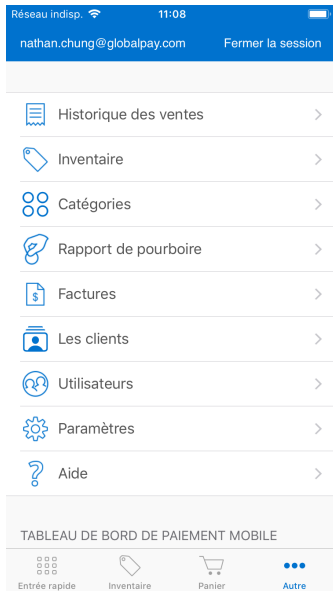 Réseau indisp. 11:08
nathan.chung@globalpay.com Fermer la session
Historique des ventes
Inventaire
Catégories
Rapport de pourboire
$ Factures
Les clients
Utilisateurs
Paramètres
Aide
TABLEAU DE BORD DE PAIEMENT MOBILE
Entrée rapide Inventaire Panier Autre